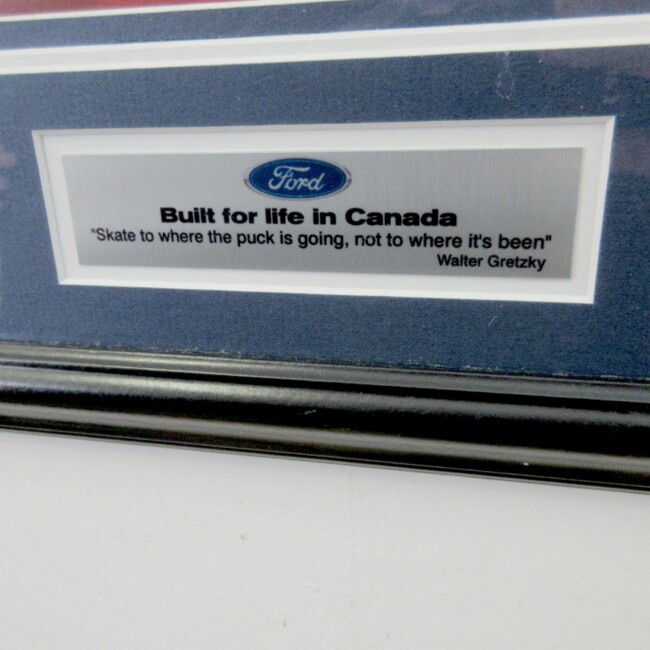 Ford
Built for life in Canada
"Skate to where the puck is going, not to where it's been"
Walter Gretzky